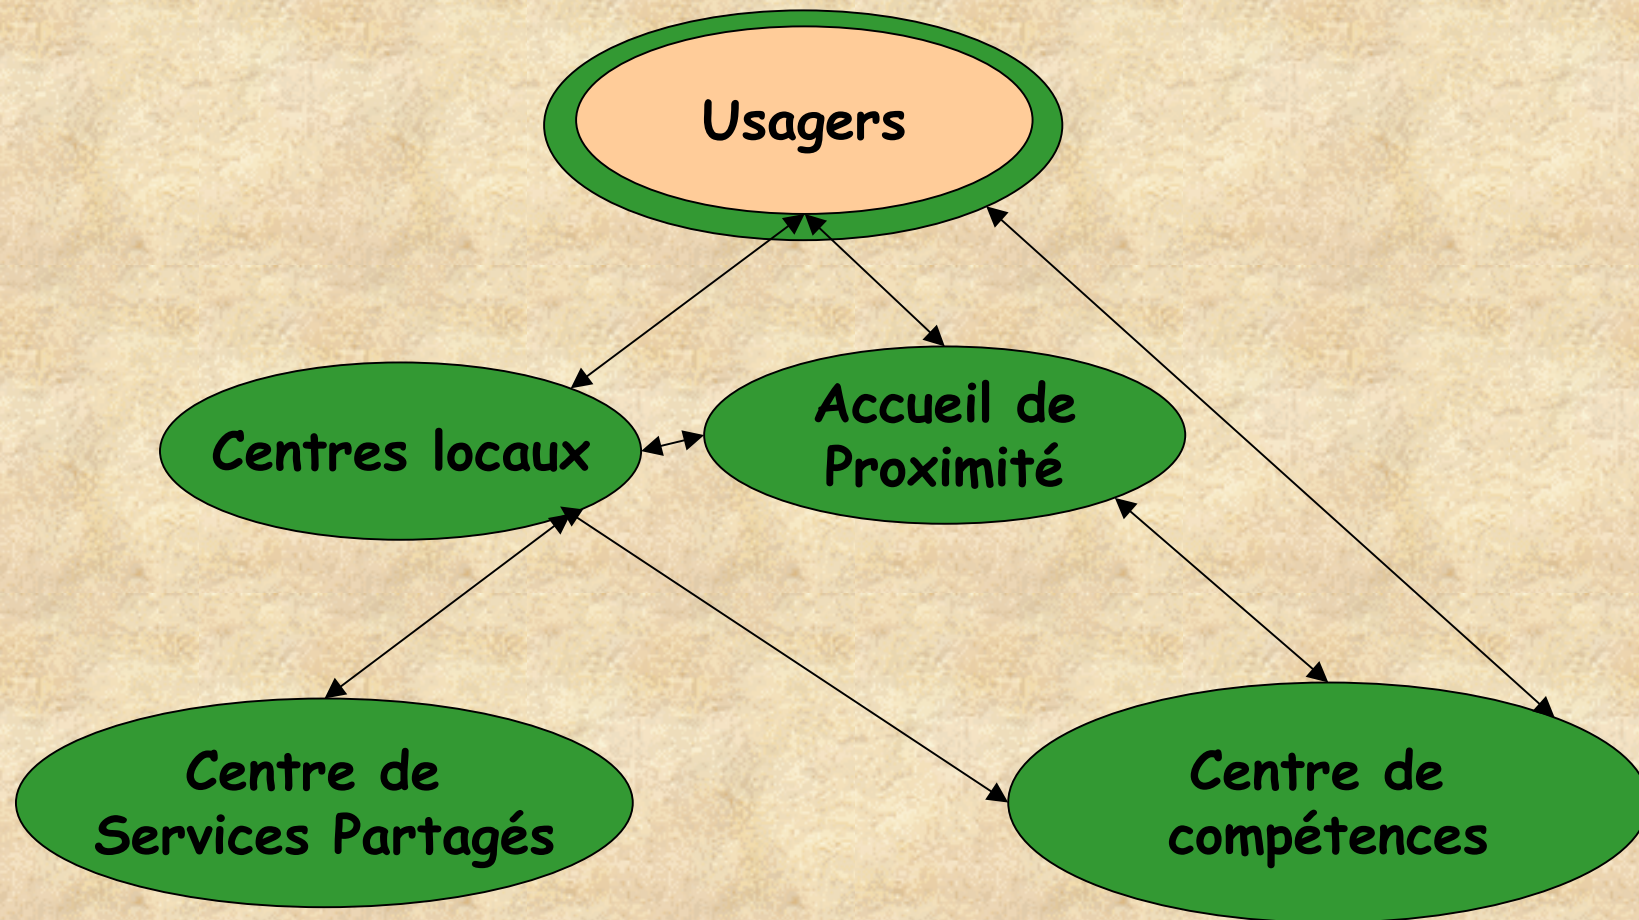 Usagers
Accueil de
Proximité
Centres locaux
Centre de
Services Partagés
Centre de
compétences